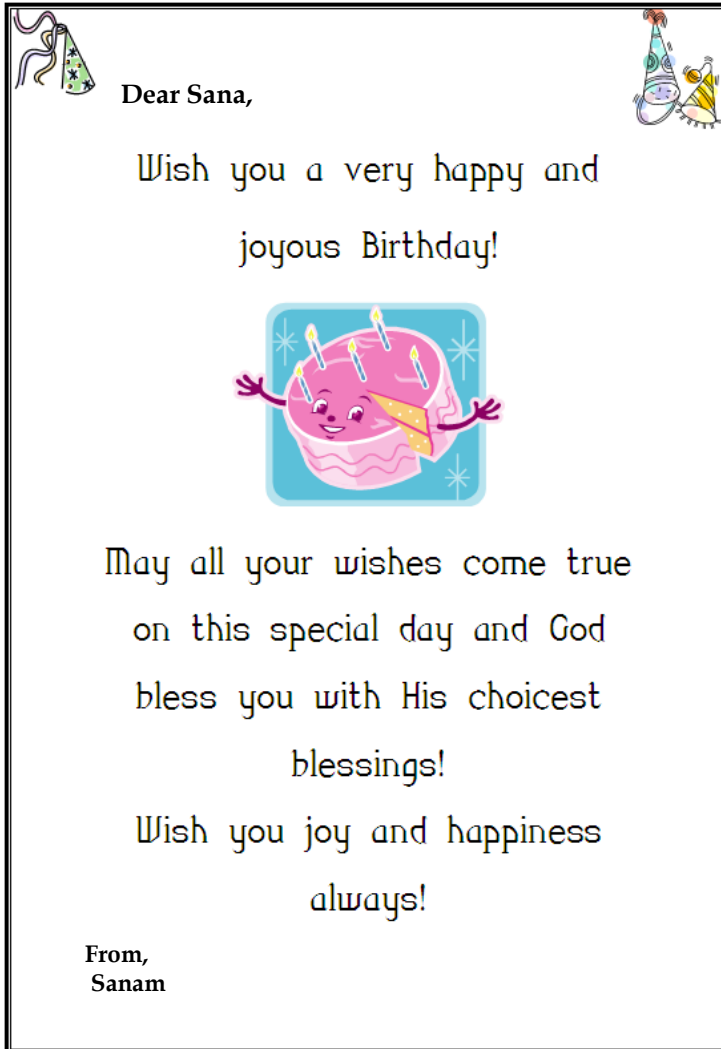 Dear Sana,
Wish you a very happy and
joyous Birthday!
May all your wishes come true
on this special day and God
bless you with His choicest
blessings!
Wish you joy and happiness
always!
From,
Sanam